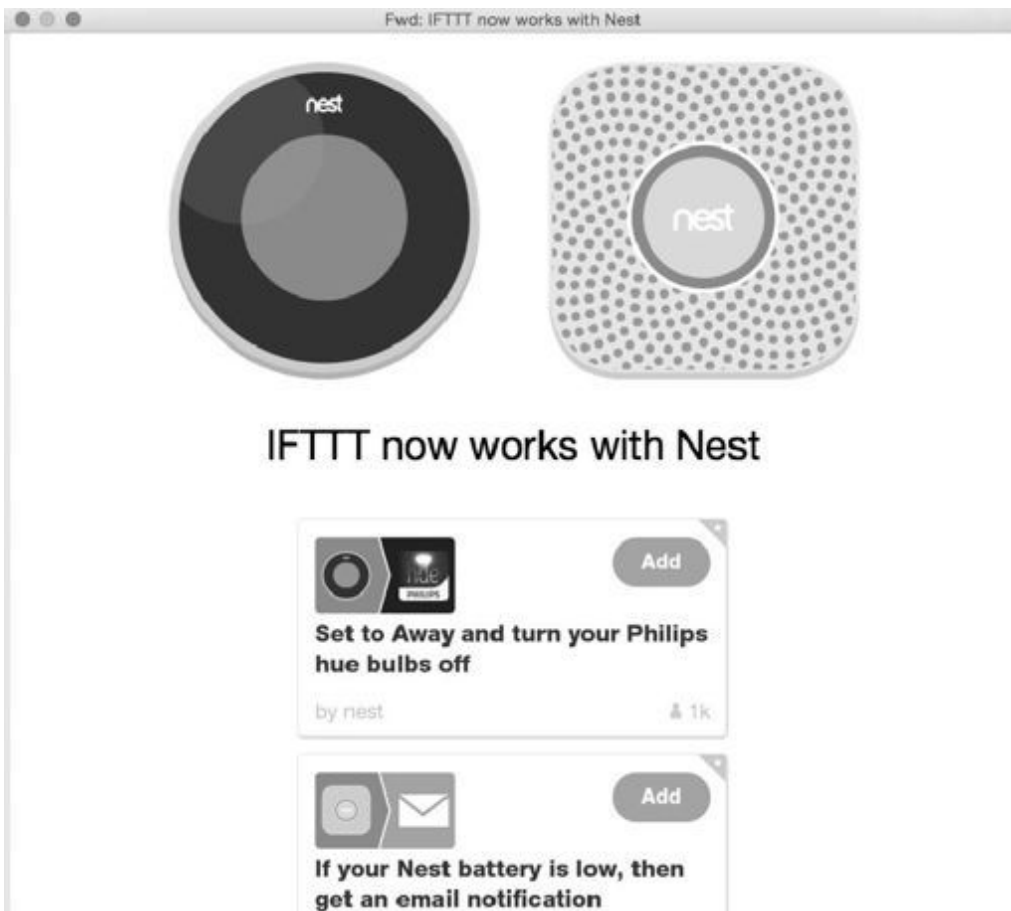 Fwd: IFTTT now works with Nest
nest
nest
IFTTT now works with Nest
hue
PHILIPS
Add
Set to Away and turn your Philips
hue bulbs off
by nest
1k
Add
If your Nest battery is low, then
get an email notification